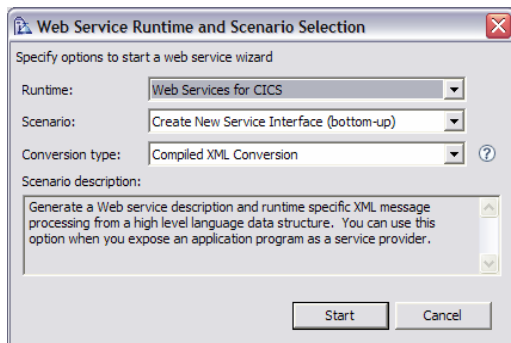 Web Service Runtime and Scenario Selection
Specify options to start a web service wizard
Runtime: Web Services for CICS
Scenario: Create New Service Interface (bottom-up)
Conversion type: Compiled XML Conversion ?
Scenario description:
Generate a Web service description and runtime specific XML message
processing from a high level language data structure. You can use this
option when you expose an application program as a service provider.
Start Cancel